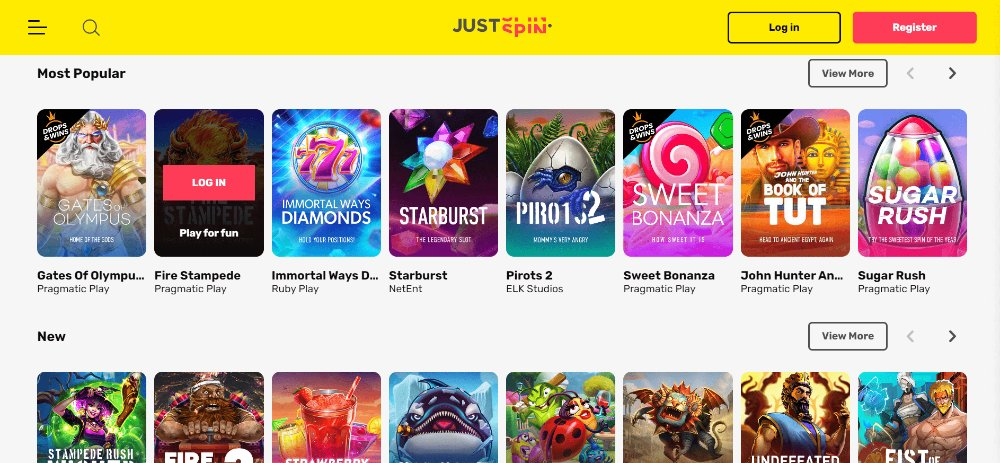 JUSTSPIN
Log in
Register
Most Popular
View More
DROPS & WINS
GATES OF
OLYMPUS
HOME OF THE GODS
LOG IN
FIRE
STAMPEDE
Play for fun
777
IMMORTAL WAYS
DIAMONDS
HOLD YOUR POSITIONS!
STARBURST
THE LEGENDARY SLOT
PIROTS 2
MOMMY'S VERY ANGRY
DROPS & WINS
SWEET
BONANZA
HOW SWEET IT IS
DROPS & WINS
JOHN HUNTER
AND THE
BOOK OF
TUT
HEAD TO ANCIENT EGYPT, AGAIN
SUGAR
RUSH
TRY THE SWEETEST SPIN OF THE YEAR
Gates Of Olympu...
Pragmatic Play
Fire Stampede
Pragmatic Play
Immortal Ways D...
Ruby Play
Starburst
NetEnt
Pirots 2
ELK Studios
Sweet Bonanza
Pragmatic Play
John Hunter An...
Pragmatic Play
Sugar Rush
Pragmatic Play
New
View More
STAMPEDE RUSH
FIRE
2
STRAWBERRY
UNDEFEATED
FIST OF